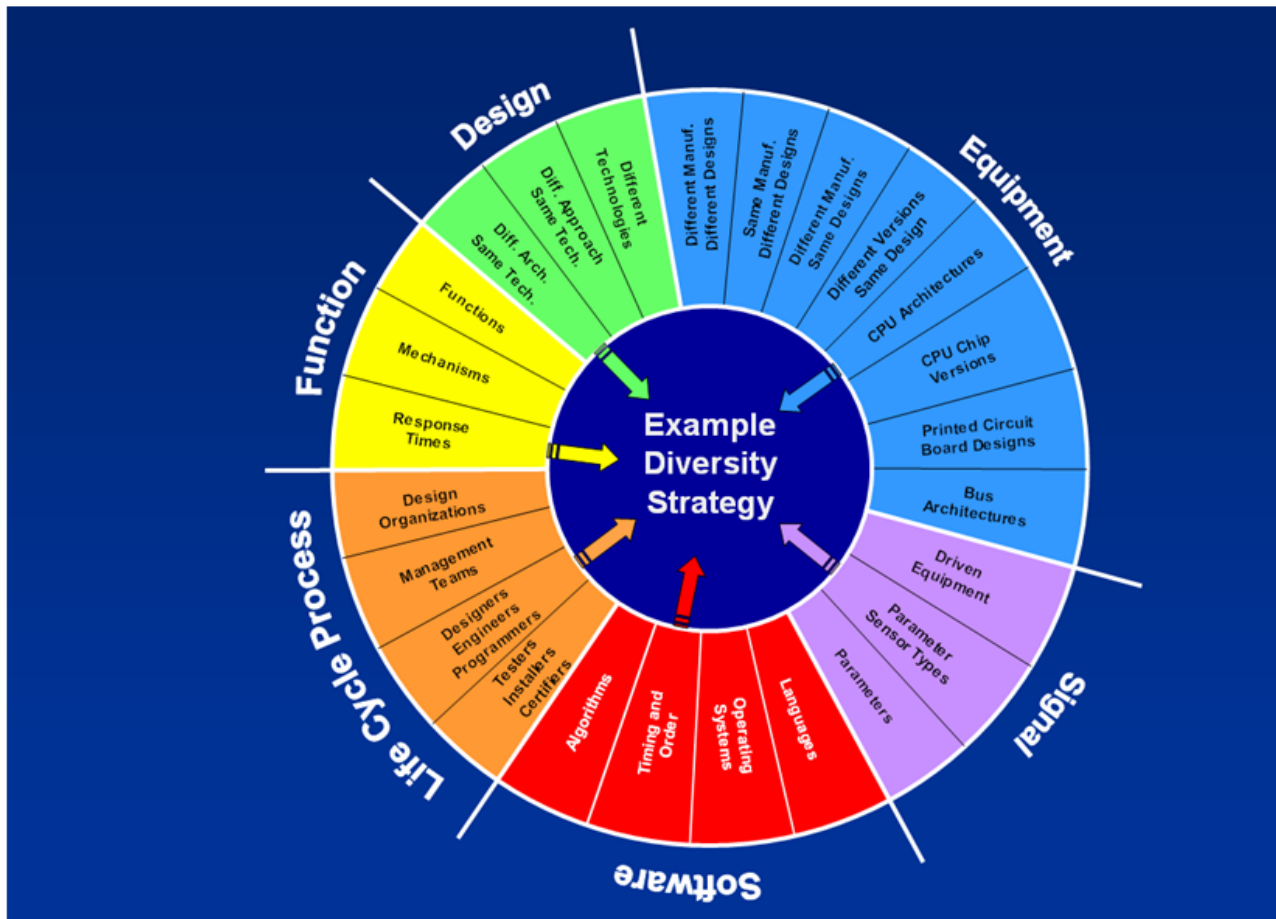 Design
Different
Technologies
Diff. Approach
Same Tech.
Diff. Arch.
Same Tech.
Equipment
Different Manuf.
Different Designs
Same Manuf.
Different Designs
Different Manuf.
Same Designs
Different Versions
Same Design
CPU Architectures
CPU Chip
Versions
Printed Circuit
Board Designs
Bus
Architectures
Signal
Driven
Equipment
Parameter
Sensor Types
Parameters
Software
Languages
Operating
Systems
Timing and
Order
Algorithms
Life Cycle Process
Testers
Installers
Certifiers
Designers
Engineers
Programmers
Management
Teams
Design
Organizations
Function
Response
Times
Mechanisms
Functions
Example
Diversity
Strategy